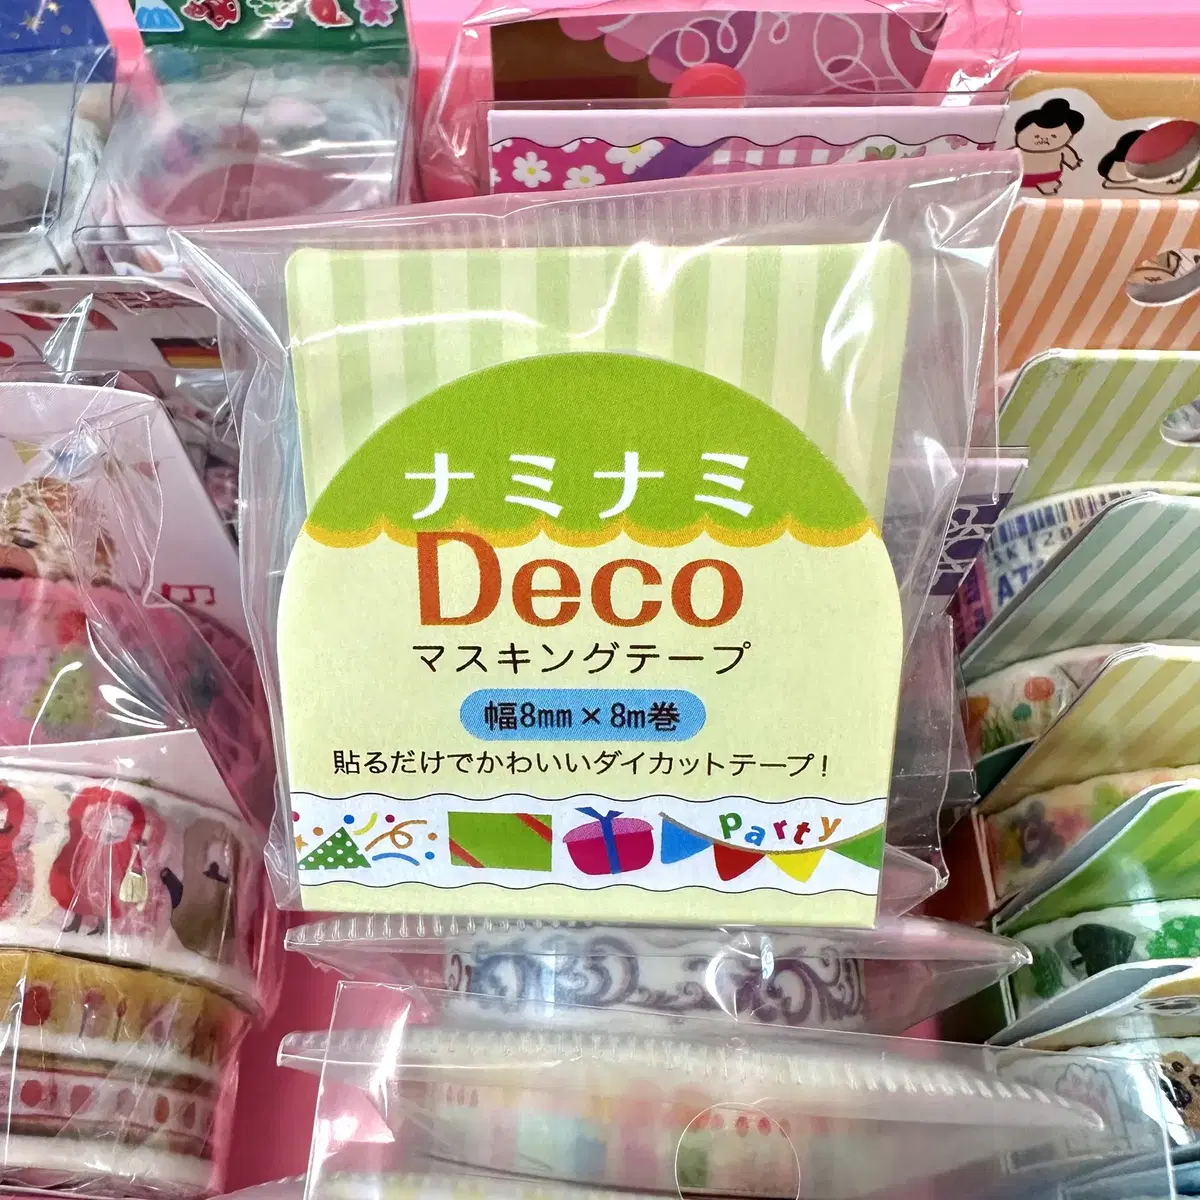 ナミナミ
Deco
マスキングテープ
幅8mm×8m巻
貼るだけでかわいいダイカットテープ!
Party